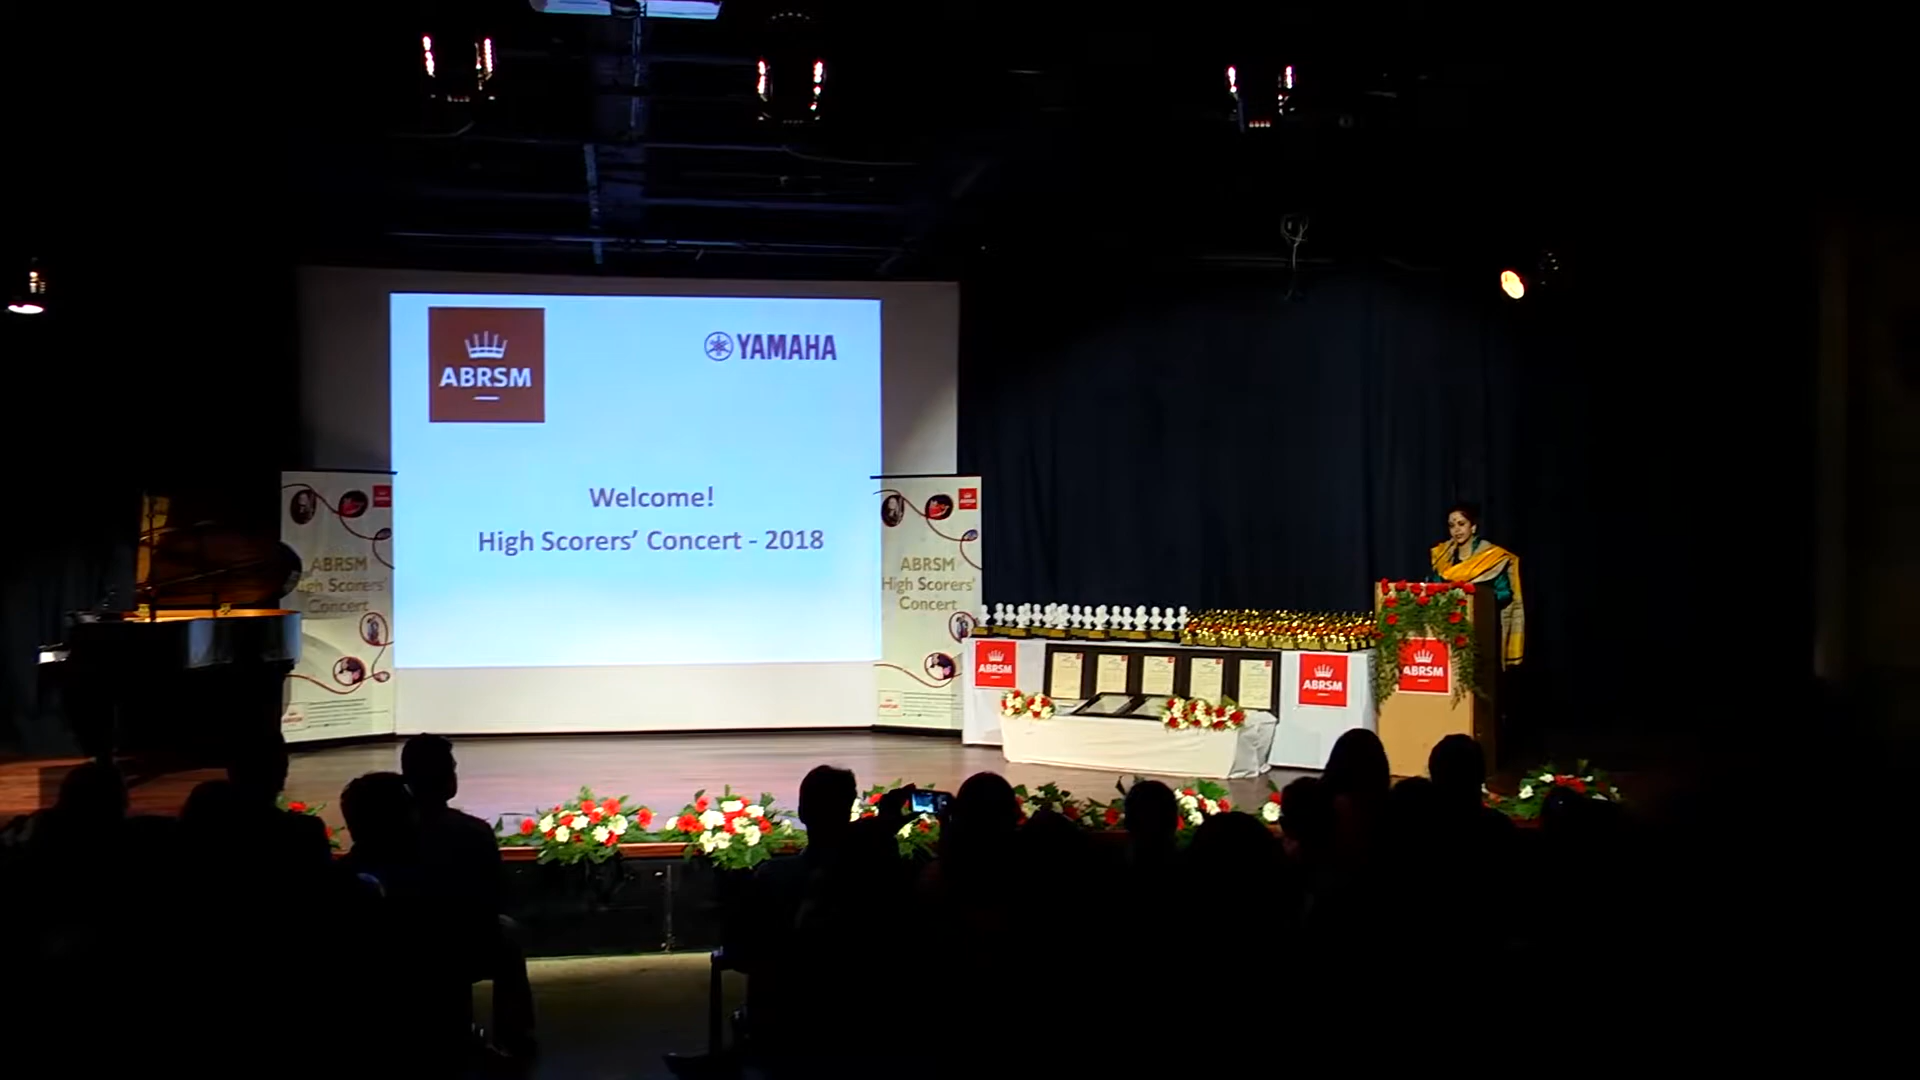 ABRSM
YAMAHA
Welcome!
High Scorers' Concert - 2018
ABRSM
High Scorers'
Concert
ABRSM
High Scorers'
Concert
ABRSM
ABRSM
ABRSM